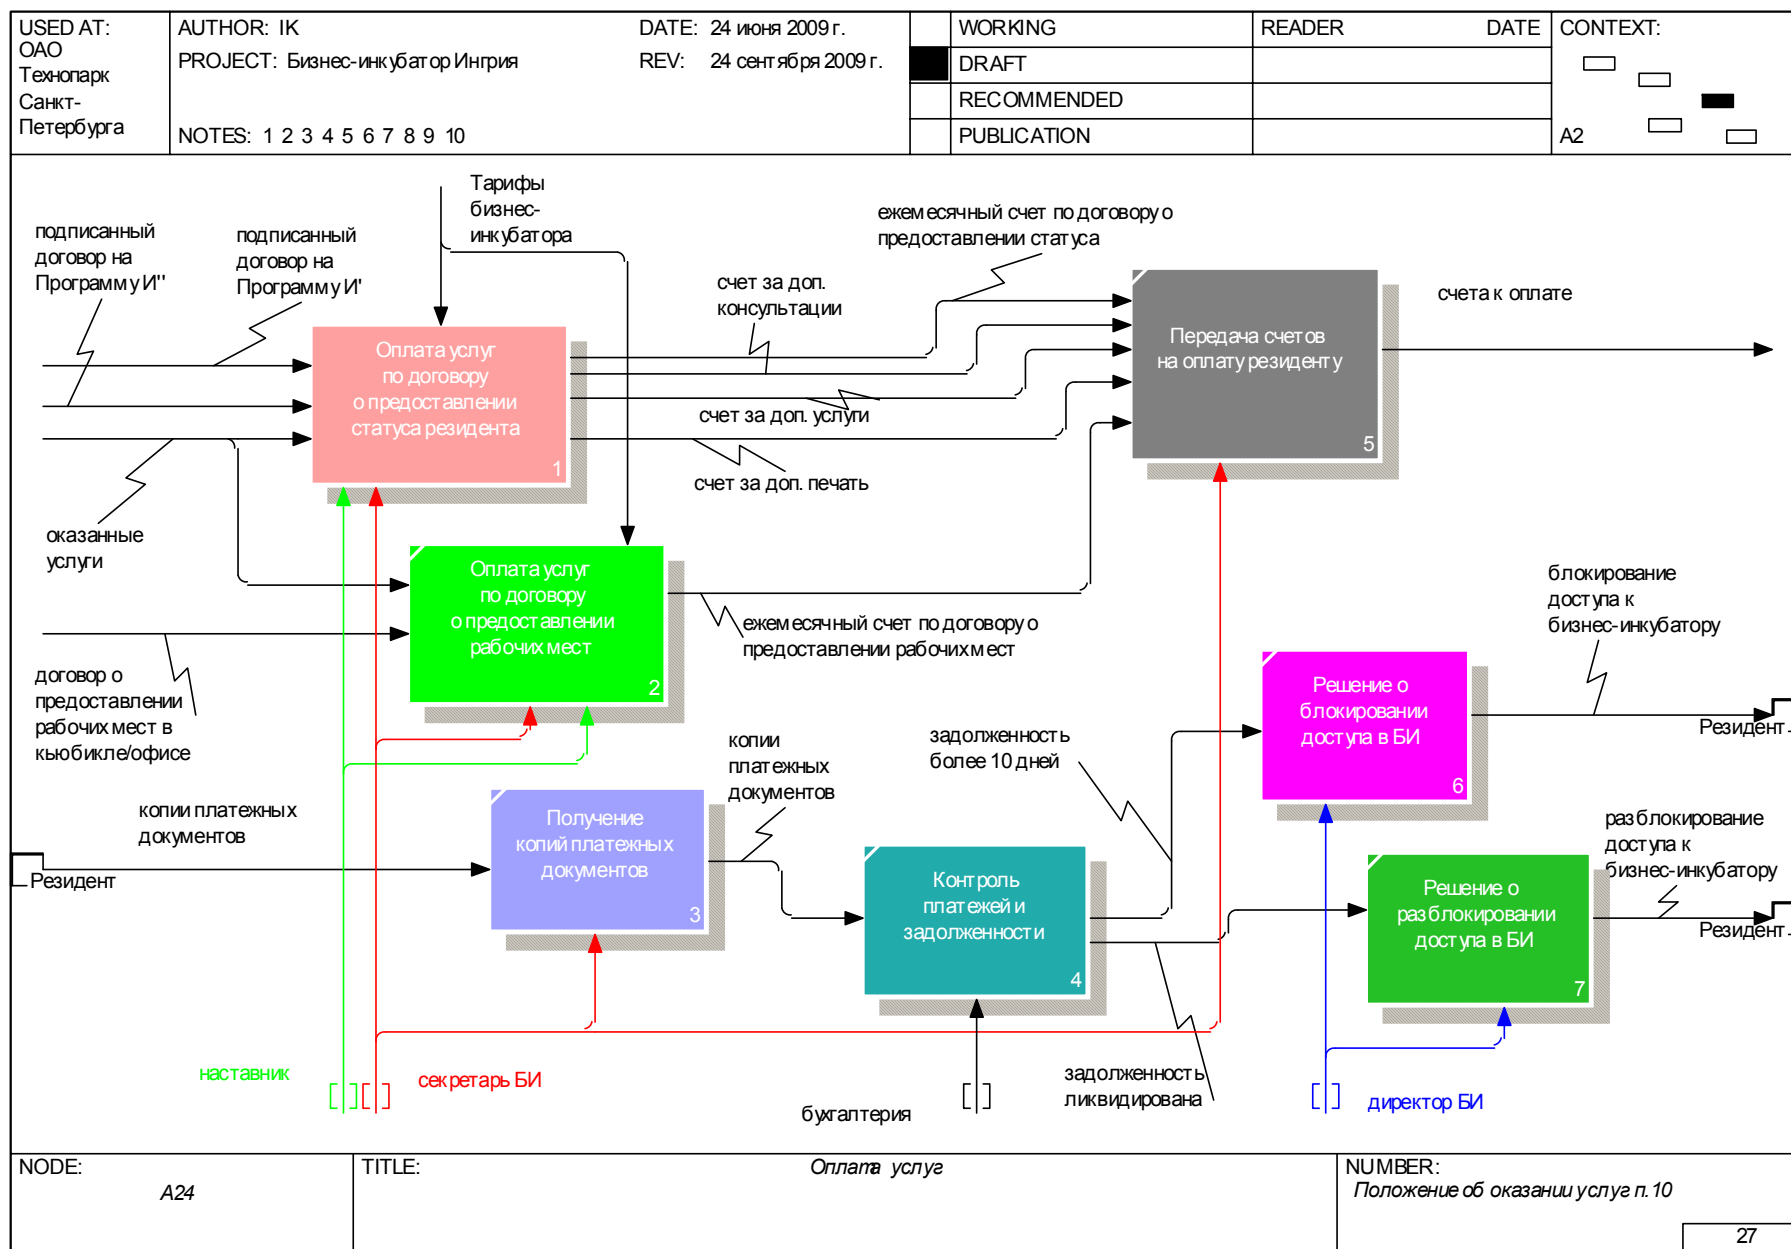 USED AT:
ОАО
Технопарк
Санкт-
Петербурга
AUTHOR: IK
DATE: 24 июня 2009 г.
PROJECT: Бизнес-инкубатор Ингрия
REV: 24 сентября 2009 г.
NOTES: 1 2 3 4 5 6 7 8 9 10
WORKING
DRAFT
RECOMMENDED
PUBLICATION
READER DATE
CONTEXT:
A2
Тарифы
бизнес-
инкубатора
подписанный
договор на
Программу И''
подписанный
договор на
Программу И'
ежемесячный счет по договору о
предоставлении статуса
счет за доп.
консультации
счета к оплате
Оплата услуг
по договору
о предоставлении
статуса резидента
1
Передача счетов
на оплату резиденту
5
счет за доп. услуги
счет за доп. печать
оказанные
услуги
Оплата услуг
по договору
о предоставлении
рабочих мест
2
ежемесячный счет по договору о
предоставлении рабочих мест
блокирование
доступа к
бизнес-инкубатору
договор о
предоставлении
рабочих мест в
кьюбикле/офисе
Решение о
блокировании
доступа в БИ
6
Резидент
задолженность
более 10 дней
копии
платежных
документов
копии платежных
документов
Резидент
Получение
копий платежных
документов
3
Контроль
платежей и
задолженности
4
разблокирование
доступа к
бизнес-инкубатору
Решение о
разблокировании
доступа в БИ
7
Резидент
наставник
секретарь БИ
бухгалтерия
задолженность
ликвидирована
директор БИ
NODE:
A24
TITLE:
Оплата услуг
NUMBER:
Положение об оказании услуг п.10
27